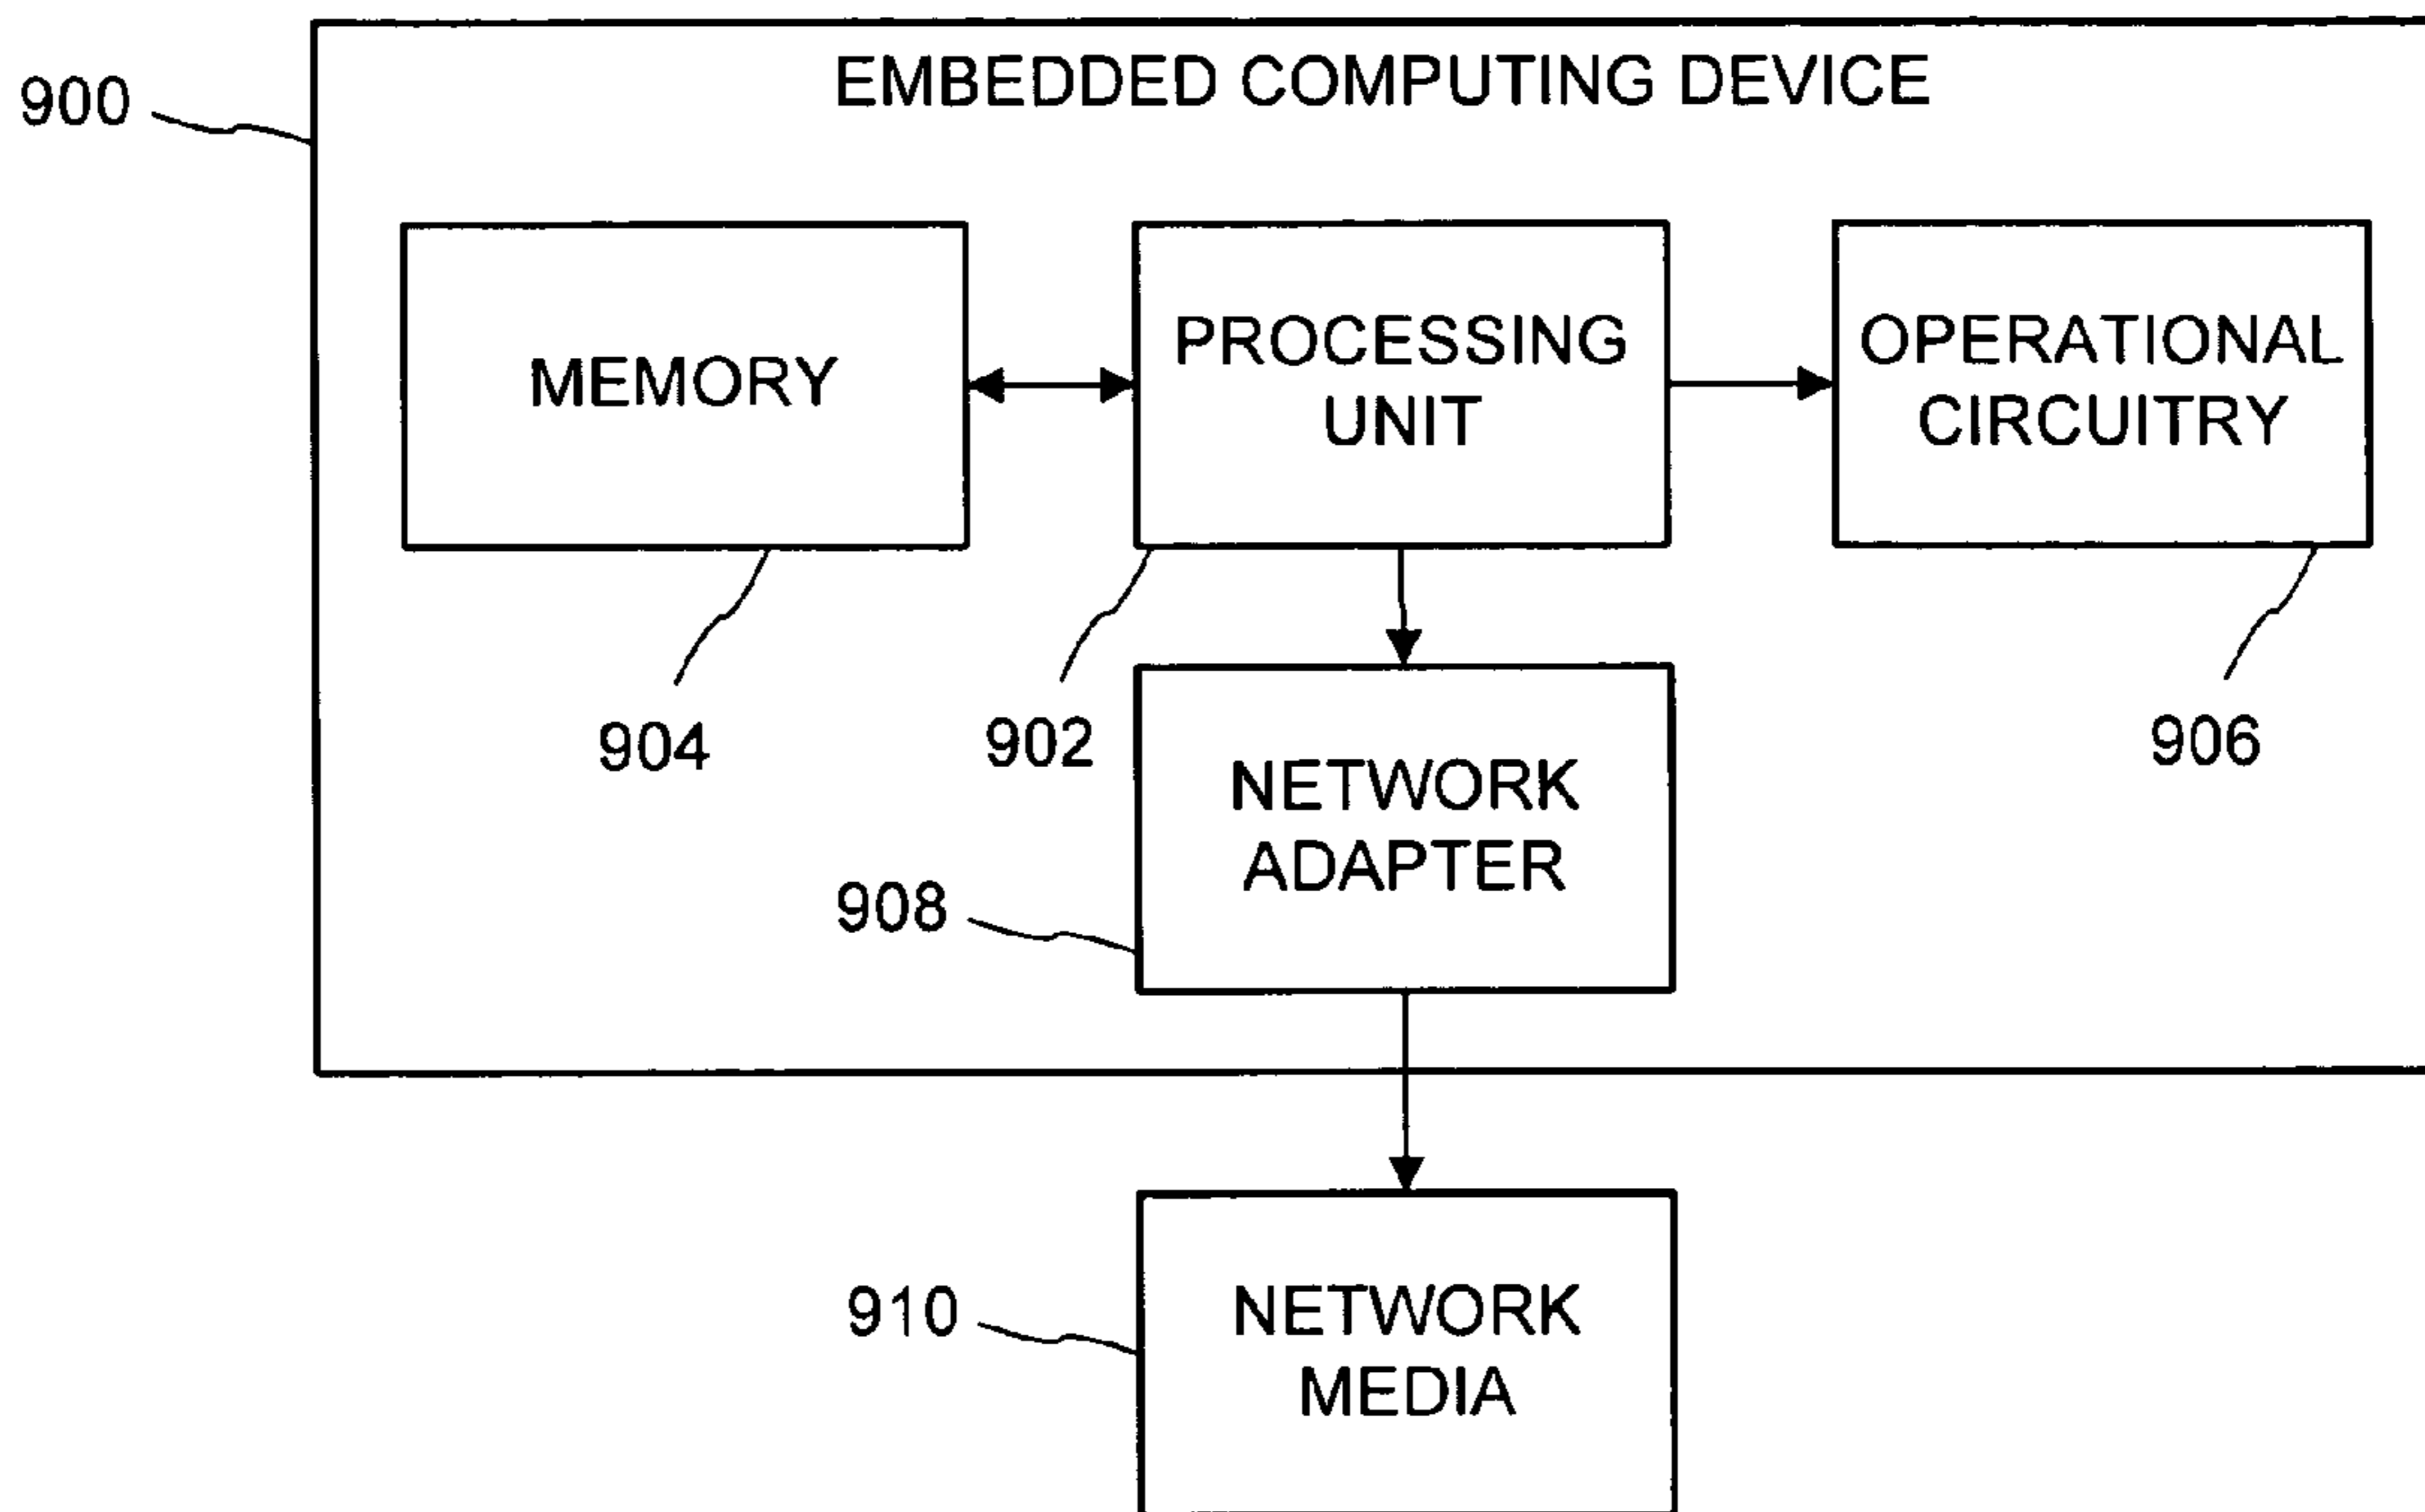 900
EMBEDDED COMPUTING DEVICE
MEMORY
PROCESSING
UNIT
OPERATIONAL
CIRCUITRY
904
902
906
NETWORK
ADAPTER
908
910
NETWORK
MEDIA